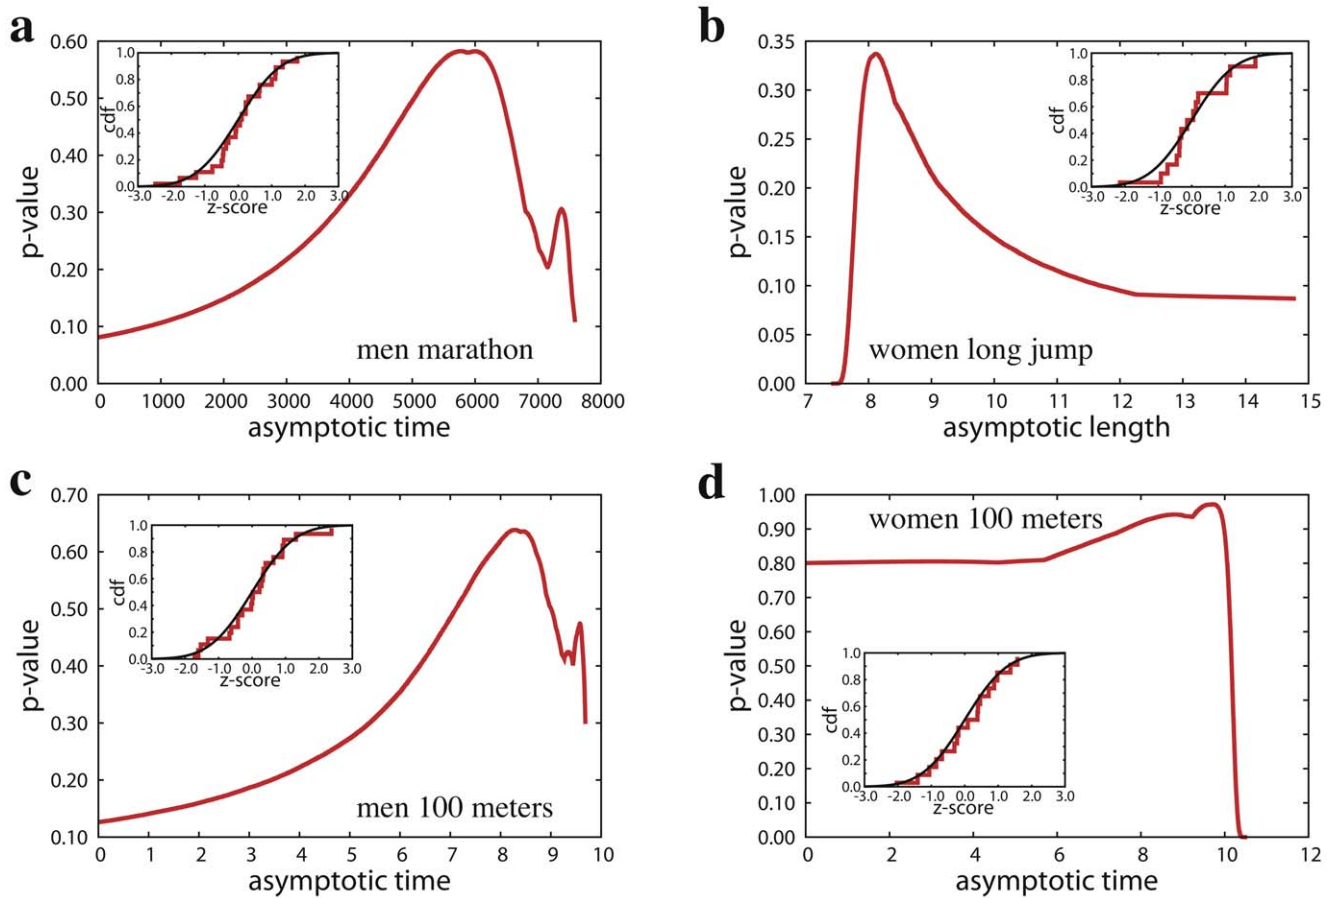 a
0.60
0.50
0.40
0.30
0.20
0.10
0.00
p-value
0 1000 2000 3000 4000 5000 6000 7000 8000
asymptotic time
men marathon
1.0
0.8
0.6
0.4
0.2
0.0
cdf
-3.0 -2.0 -1.0 0.0 1.0 2.0 3.0
z-score
b
0.35
0.30
0.25
0.20
0.15
0.10
0.05
0.00
p-value
7 8 9 10 11 12 13 14 15
asymptotic length
women long jump
1.0
0.8
0.6
0.4
0.2
0.0
cdf
-3.0 -2.0 -1.0 0.0 1.0 2.0 3.0
z-score
c
0.70
0.60
0.50
0.40
0.30
0.20
0.10
p-value
0 1 2 3 4 5 6 7 8 9 10
asymptotic time
men 100 meters
1.0
0.8
0.6
0.4
0.2
0.0
cdf
-3.0 -2.0 -1.0 0.0 1.0 2.0 3.0
z-score
d
1.00
0.90
0.80
0.70
0.60
0.50
0.40
0.30
0.20
0.10
0.00
p-value
0 2 4 6 8 10 12
asymptotic time
women 100 meters
1.0
0.8
0.6
0.4
0.2
0.0
cdf
-3.0 -2.0 -1.0 0.0 1.0 2.0 3.0
z-score